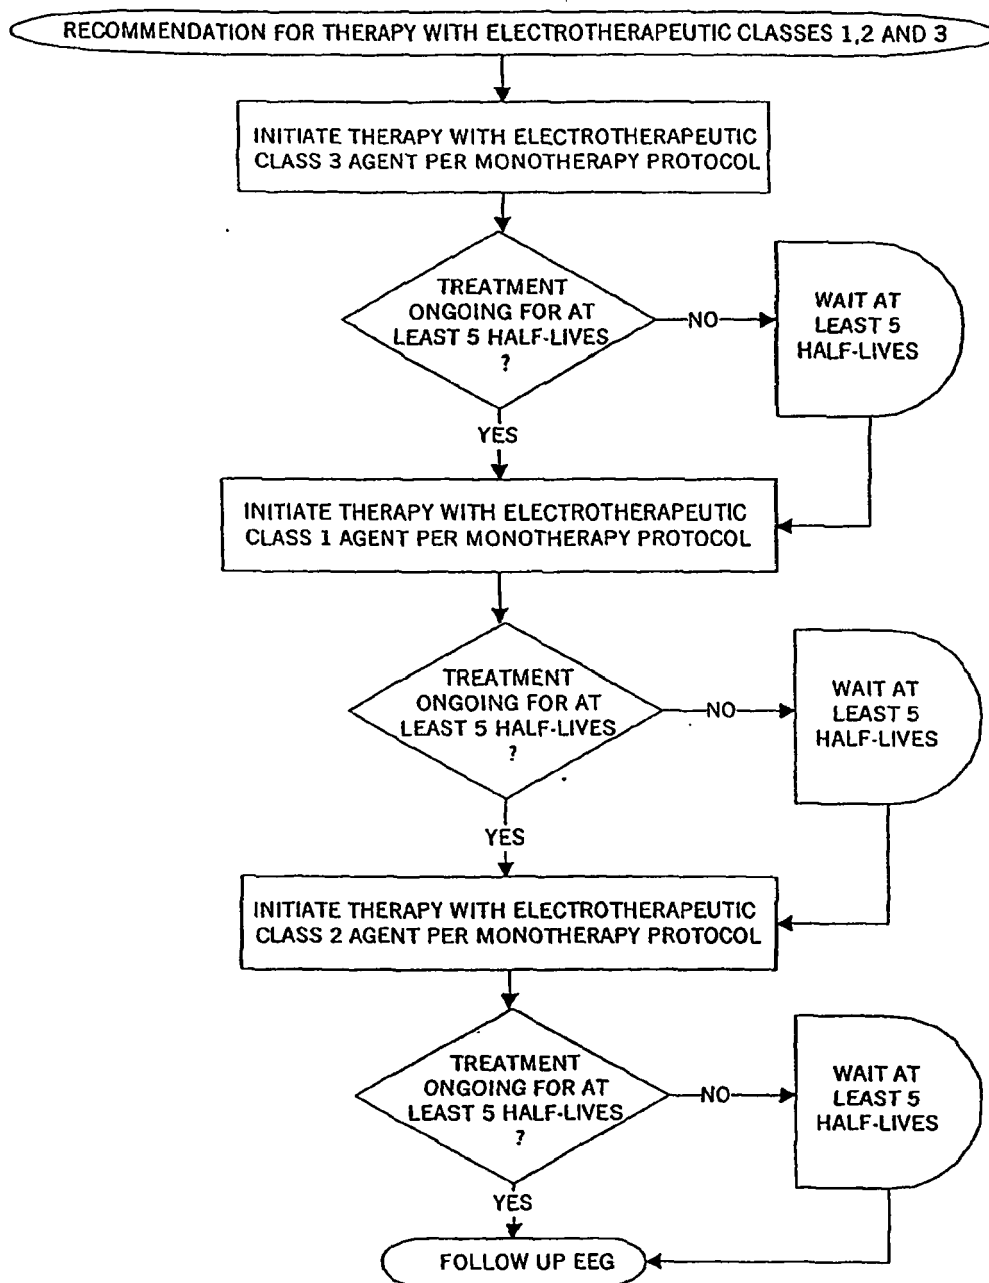 RECOMMENDATION FOR THERAPY WITH ELECTROTHERAPEUTIC CLASSES 1,2 AND 3
INITIATE THERAPY WITH ELECTROTHERAPEUTIC
CLASS 3 AGENT PER MONOTHERAPY PROTOCOL
TREATMENT
ONGOING FOR AT
LEAST 5 HALF-LIVES
?
NO
WAIT AT
LEAST 5
HALF-LIVES
YES
INITIATE THERAPY WITH ELECTROTHERAPEUTIC
CLASS 1 AGENT PER MONOTHERAPY PROTOCOL
TREATMENT
ONGOING FOR AT
LEAST 5 HALF-LIVES
?
NO
WAIT AT
LEAST 5
HALF-LIVES
YES
INITIATE THERAPY WITH ELECTROTHERAPEUTIC
CLASS 2 AGENT PER MONOTHERAPY PROTOCOL
TREATMENT
ONGOING FOR AT
LEAST 5 HALF-LIVES
?
NO
WAIT AT
LEAST 5
HALF-LIVES
YES
FOLLOW UP EEG